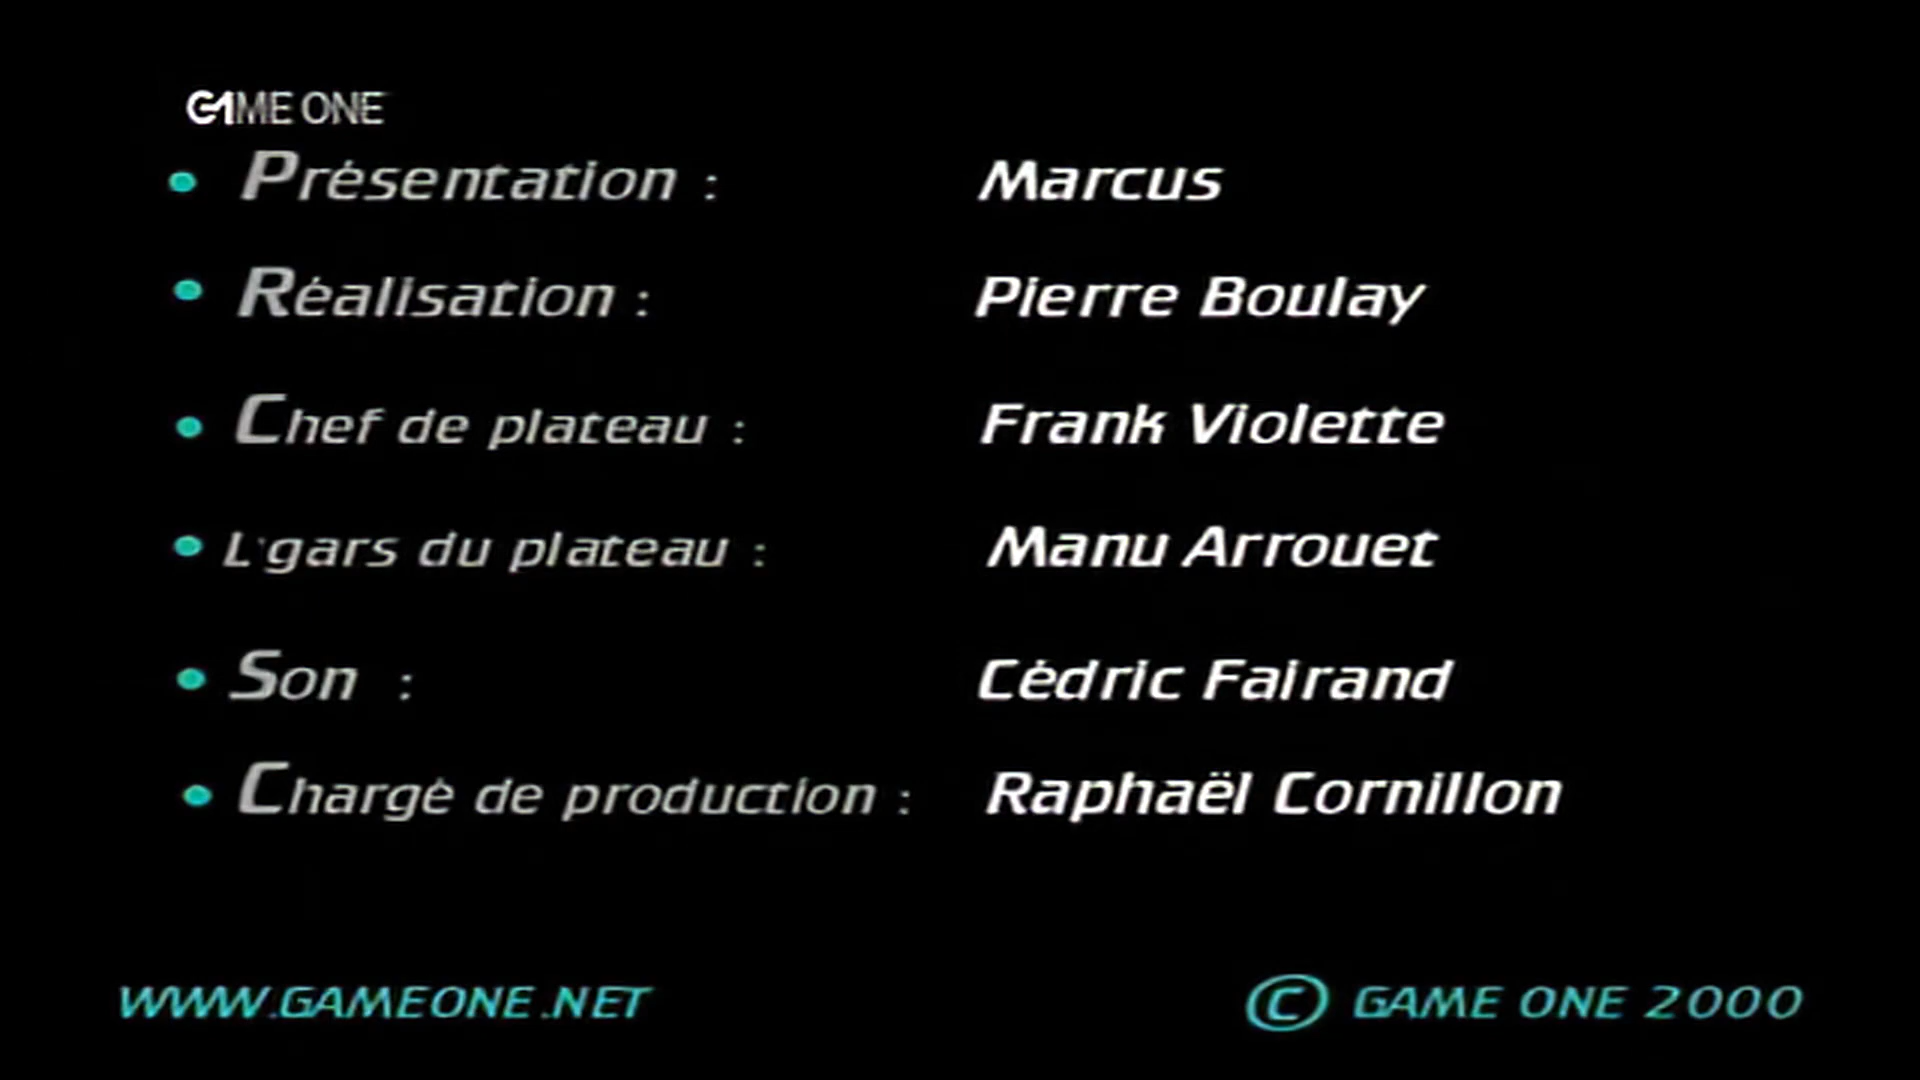 GAME ONE
• Présentation : Marcus
• Réalisation : Pierre Boulay
• Chef de plateau : Frank Violette
• L'gars du plateau : Manu Arrouet
• Son : Cédric Fairand
• Chargé de production : Raphaël Cornillon
WWW.GAMEONE.NET © GAME ONE 2000